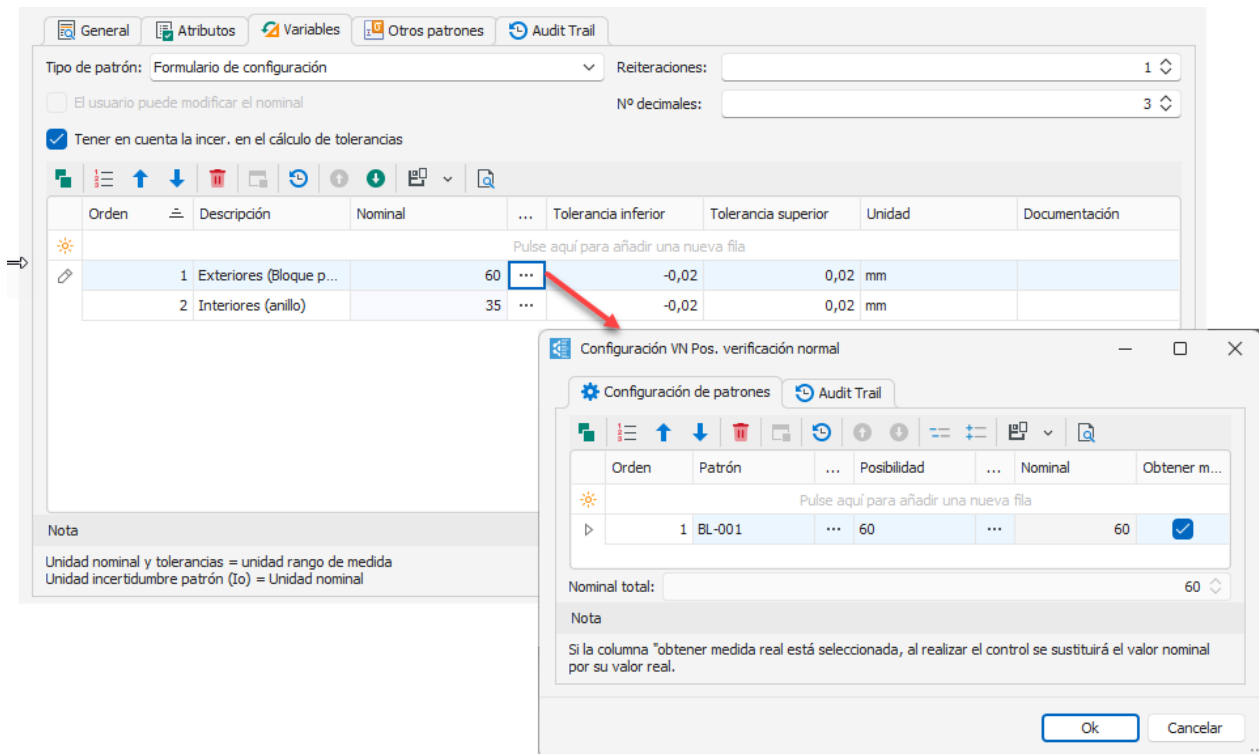 General Atributos Variables Otros patrones Audit Trail
Tipo de patrón: Formulario de configuración Reiteraciones: 1
El usuario puede modificar el nominal Nº decimales: 3
Tener en cuenta la incer. en el cálculo de tolerancias
Orden Descripción Nominal ... Tolerancia inferior Tolerancia superior Unidad Documentación
Pulse aquí para añadir una nueva fila
1 Exteriores (Bloque p... 60 ... -0,02 0,02 mm
2 Interiores (anillo) 35 ... -0,02 0,02 mm
Nota
Unidad nominal y tolerancias = unidad rango de medida
Unidad incertidumbre patrón (Io) = Unidad nominal
Configuración VN Pos. verificación normal
Configuración de patrones Audit Trail
Orden Patrón ... Posibilidad ... Nominal Obtener m...
Pulse aquí para añadir una nueva fila
1 BL-001 ... 60 ... 60
Nominal total: 60
Nota
Si la columna "obtener medida real está seleccionada, al realizar el control se sustituirá el valor nominal
por su valor real.
Ok Cancelar